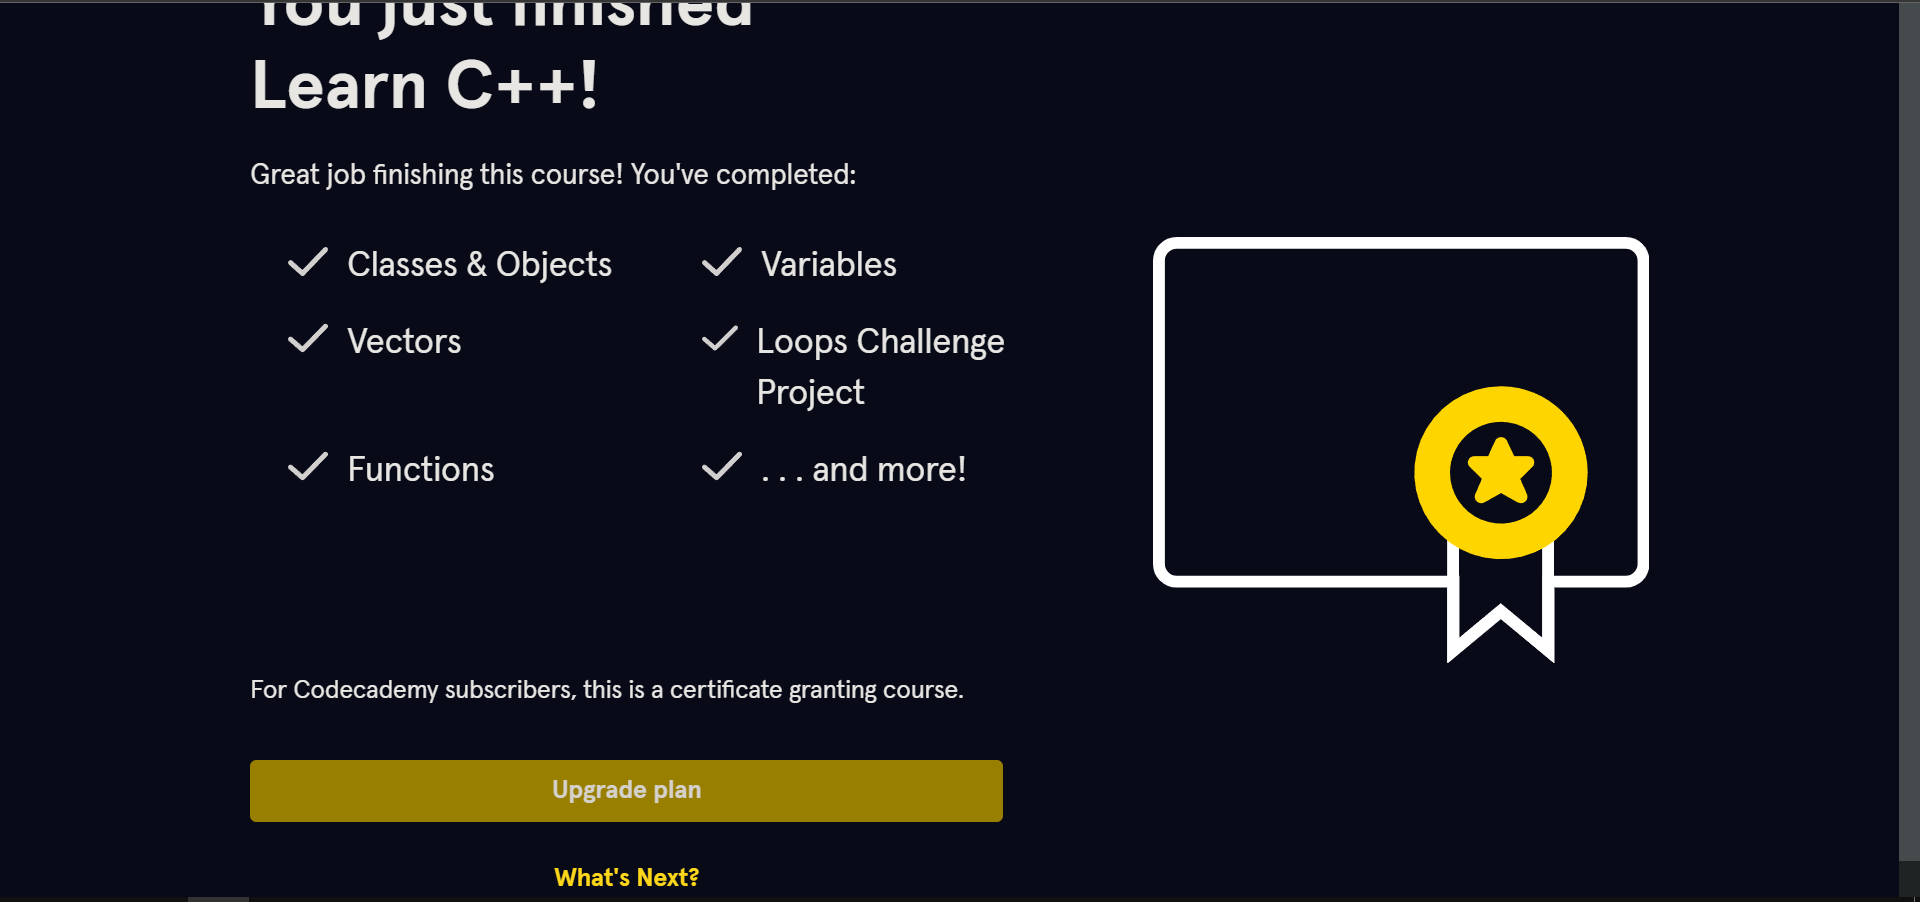 You just finished
Learn C++!
Great job finishing this course! You've completed:
Classes & Objects
Variables
Vectors
Loops Challenge
Project
Functions
. . . and more!
For Codecademy subscribers, this is a certificate granting course.
Upgrade plan
What's Next?